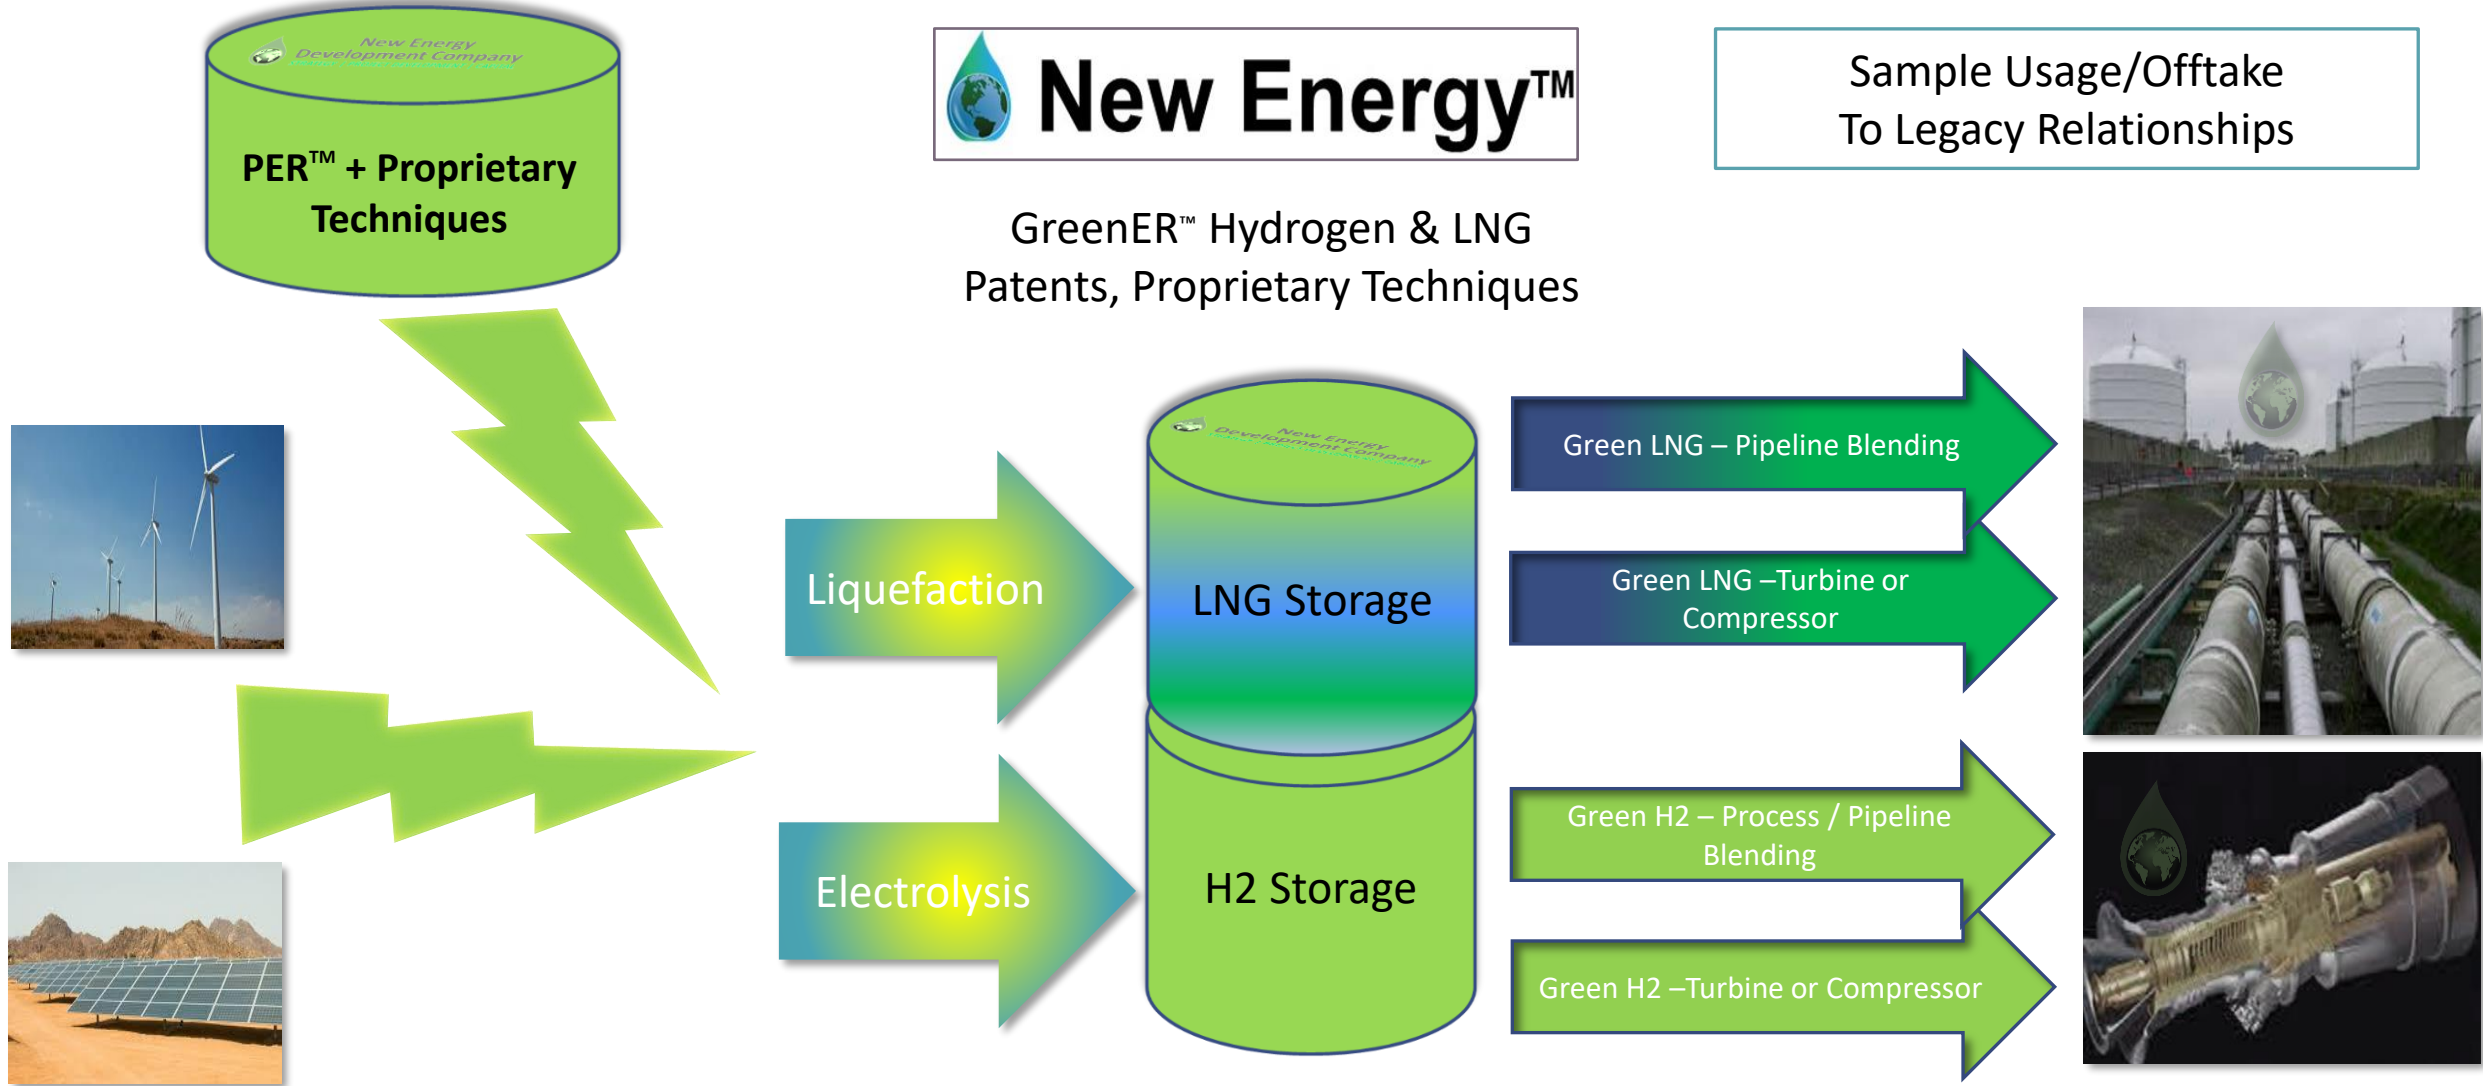 New Energy
Development Company
PER™ + Proprietary
Techniques
New Energy™
GreenER™ Hydrogen & LNG
Patents, Proprietary Techniques
Sample Usage/Offtake
To Legacy Relationships
Liquefaction
Electrolysis
New Energy
Development Company
LNG Storage
H2 Storage
Green LNG – Pipeline Blending
Green LNG –Turbine or
Compressor
Green H2 – Process / Pipeline
Blending
Green H2 –Turbine or Compressor